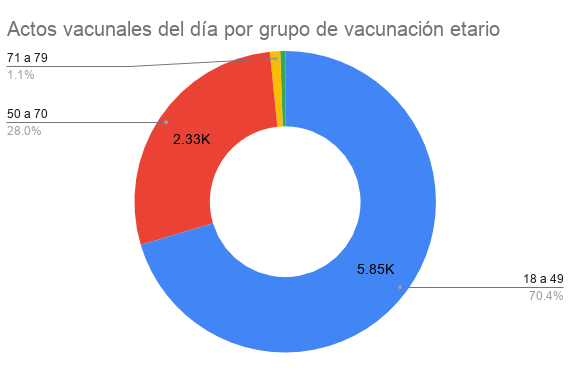 Actos vacunales del día por grupo de vacunación etario
71 a 79
1.1%
50 a 70
28.0%
2.33K
5.85K
18 a 49
70.4%